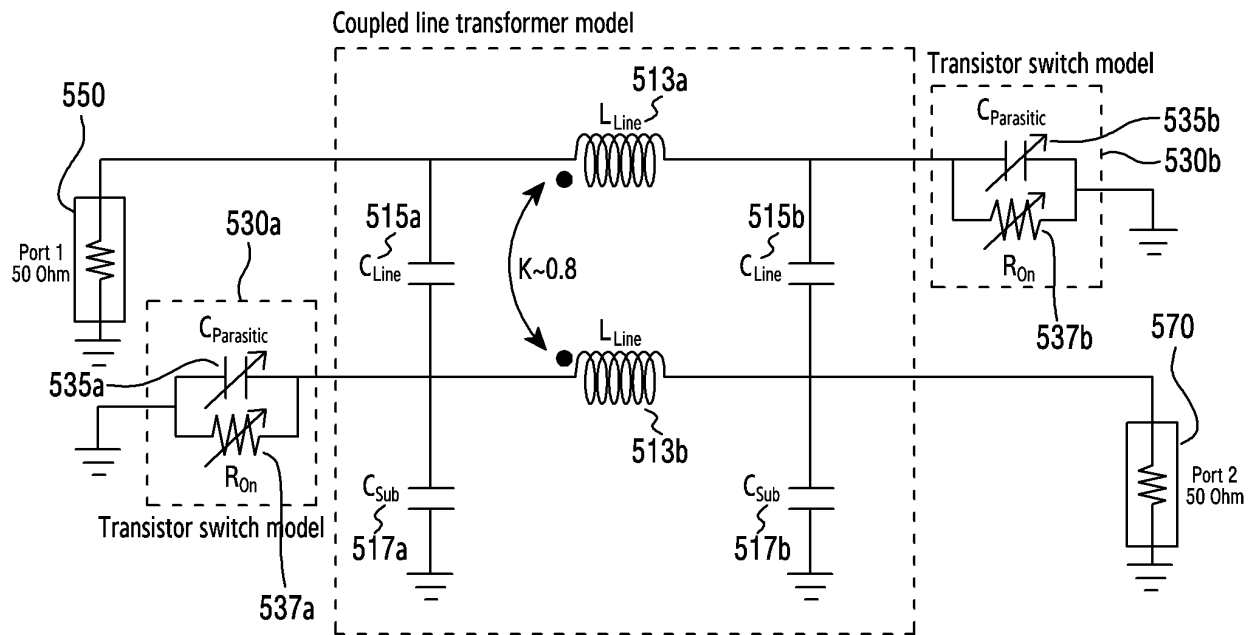 Coupled line transformer model
513a
L_Line
Transistor switch model
C_Parasitic
535b
530b
550
Port 1
50 Ohm
530a
515a
C_Line
K~0.8
515b
C_Line
R_On
537b
C_Parasitic
535a
R_On
Transistor switch model
537a
L_Line
513b
570
Port 2
50 Ohm
C_Sub
517a
C_Sub
517b